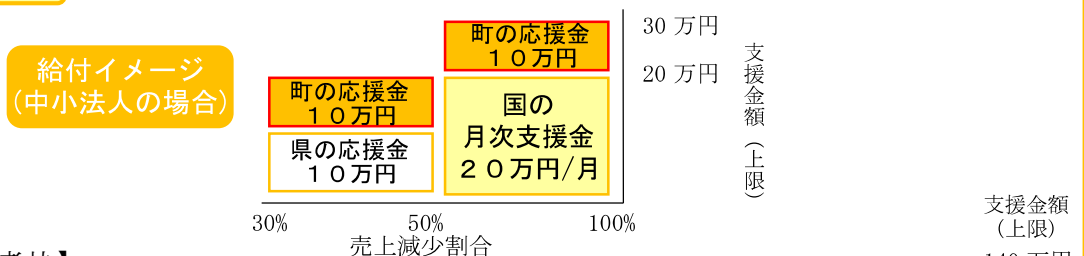 給付イメージ
(中小法人の場合)
町の応援金
１０万円
県の応援金
１０万円
町の応援金
１０万円
国の
月次支援金
２０万円/月
30 万円
20 万円
支援金額（上限）
30%
50%
100%
売上減少割合
支援金額
（上限）